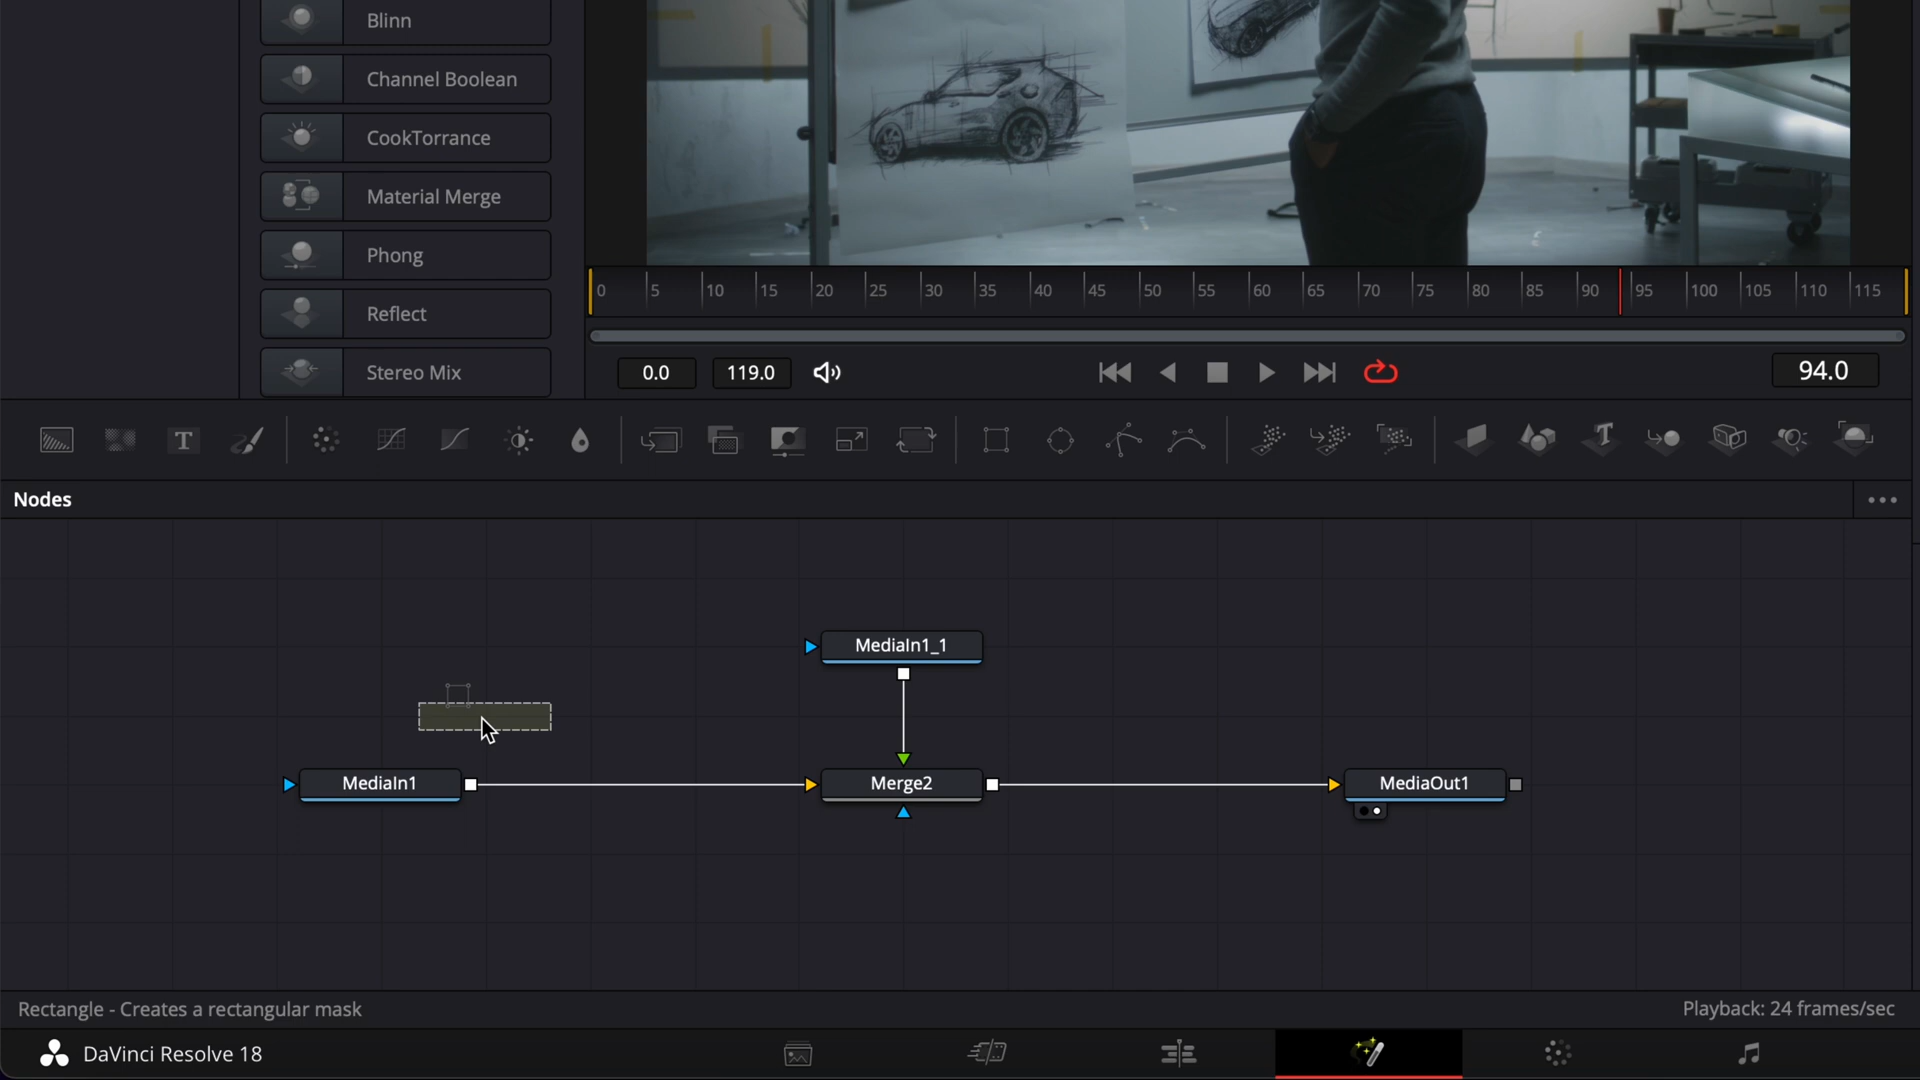 Blinn
Channel Boolean
CookTorrance
Material Merge
Phong
Reflect
Stereo Mix
0 5 10 15 20 25 30 35 40 45 50 55 60 65 70 75 80 85 90 95 100 105 110 115
0.0 119.0 94.0
T
Nodes
MediaIn1_1
MediaIn1 Merge2 MediaOut1
Rectangle - Creates a rectangular mask Playback: 24 frames/sec
DaVinci Resolve 18